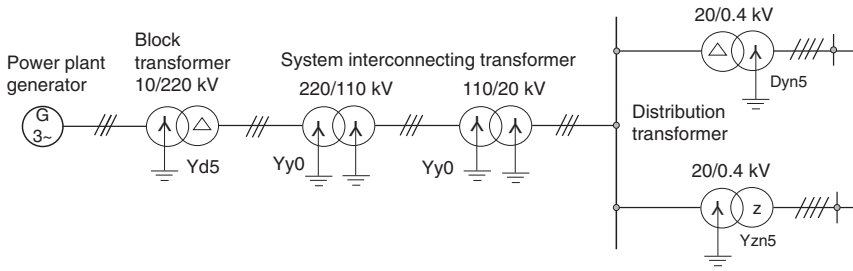 Power plant
generator
G
3~
Block
transformer
10/220 kV
Yd5
System interconnecting transformer
220/110 kV
Yy0
110/20 kV
Yy0
20/0.4 kV
Dyn5
Distribution
transformer
20/0.4 kV
z
Yzn5